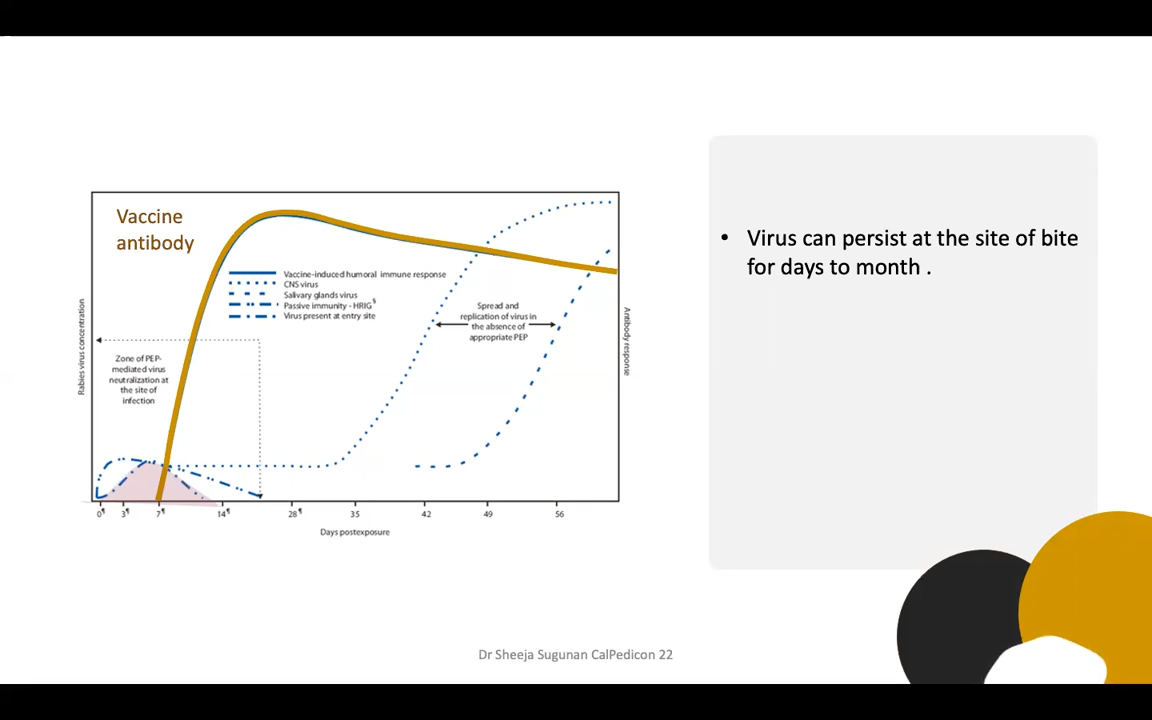 Vaccine
antibody
Vaccine-induced humoral immune response
CNS virus
Salivary glands virus
Passive immunity - HRIG§
Virus present at entry site
Spread and
replication of virus in
the absence of
appropriate PEP
Zone of PEP-
mediated virus
neutralization at
the site of
infection
Rabies virus concentration
Antibody response
0¶ 3¶ 7¶ 14¶ 28¶ 35 42 49 56
Days postexposure
• Virus can persist at the site of bite
for days to month .
Dr Sheeja Sugunan CalPedicon 22